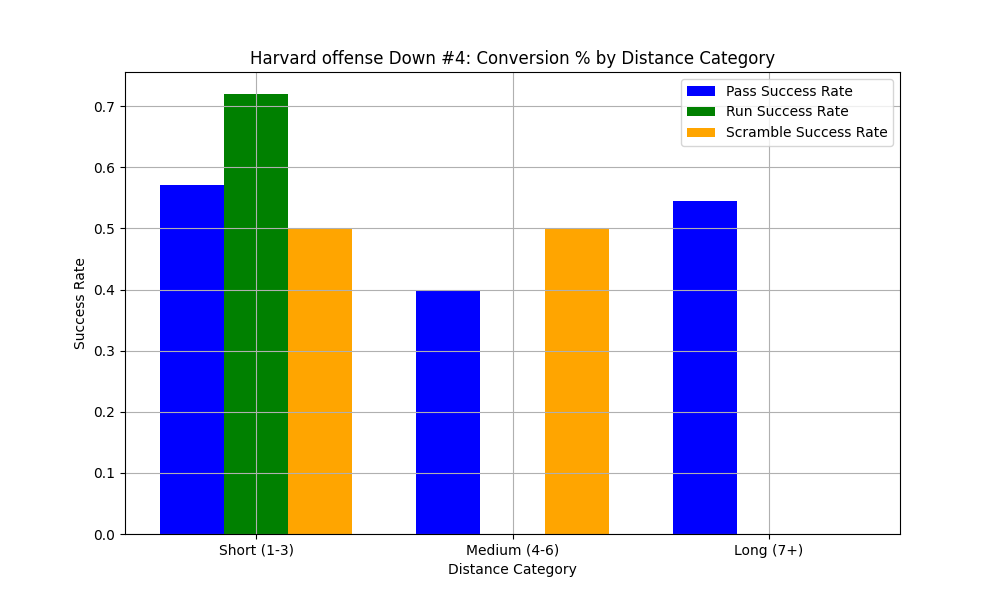 Harvard offense Down #4: Conversion % by Distance Category
Pass Success Rate
Run Success Rate
Scramble Success Rate
Success Rate
0.7
0.6
0.5
0.4
0.3
0.2
0.1
0.0
Short (1-3)
Medium (4-6)
Long (7+)
Distance Category